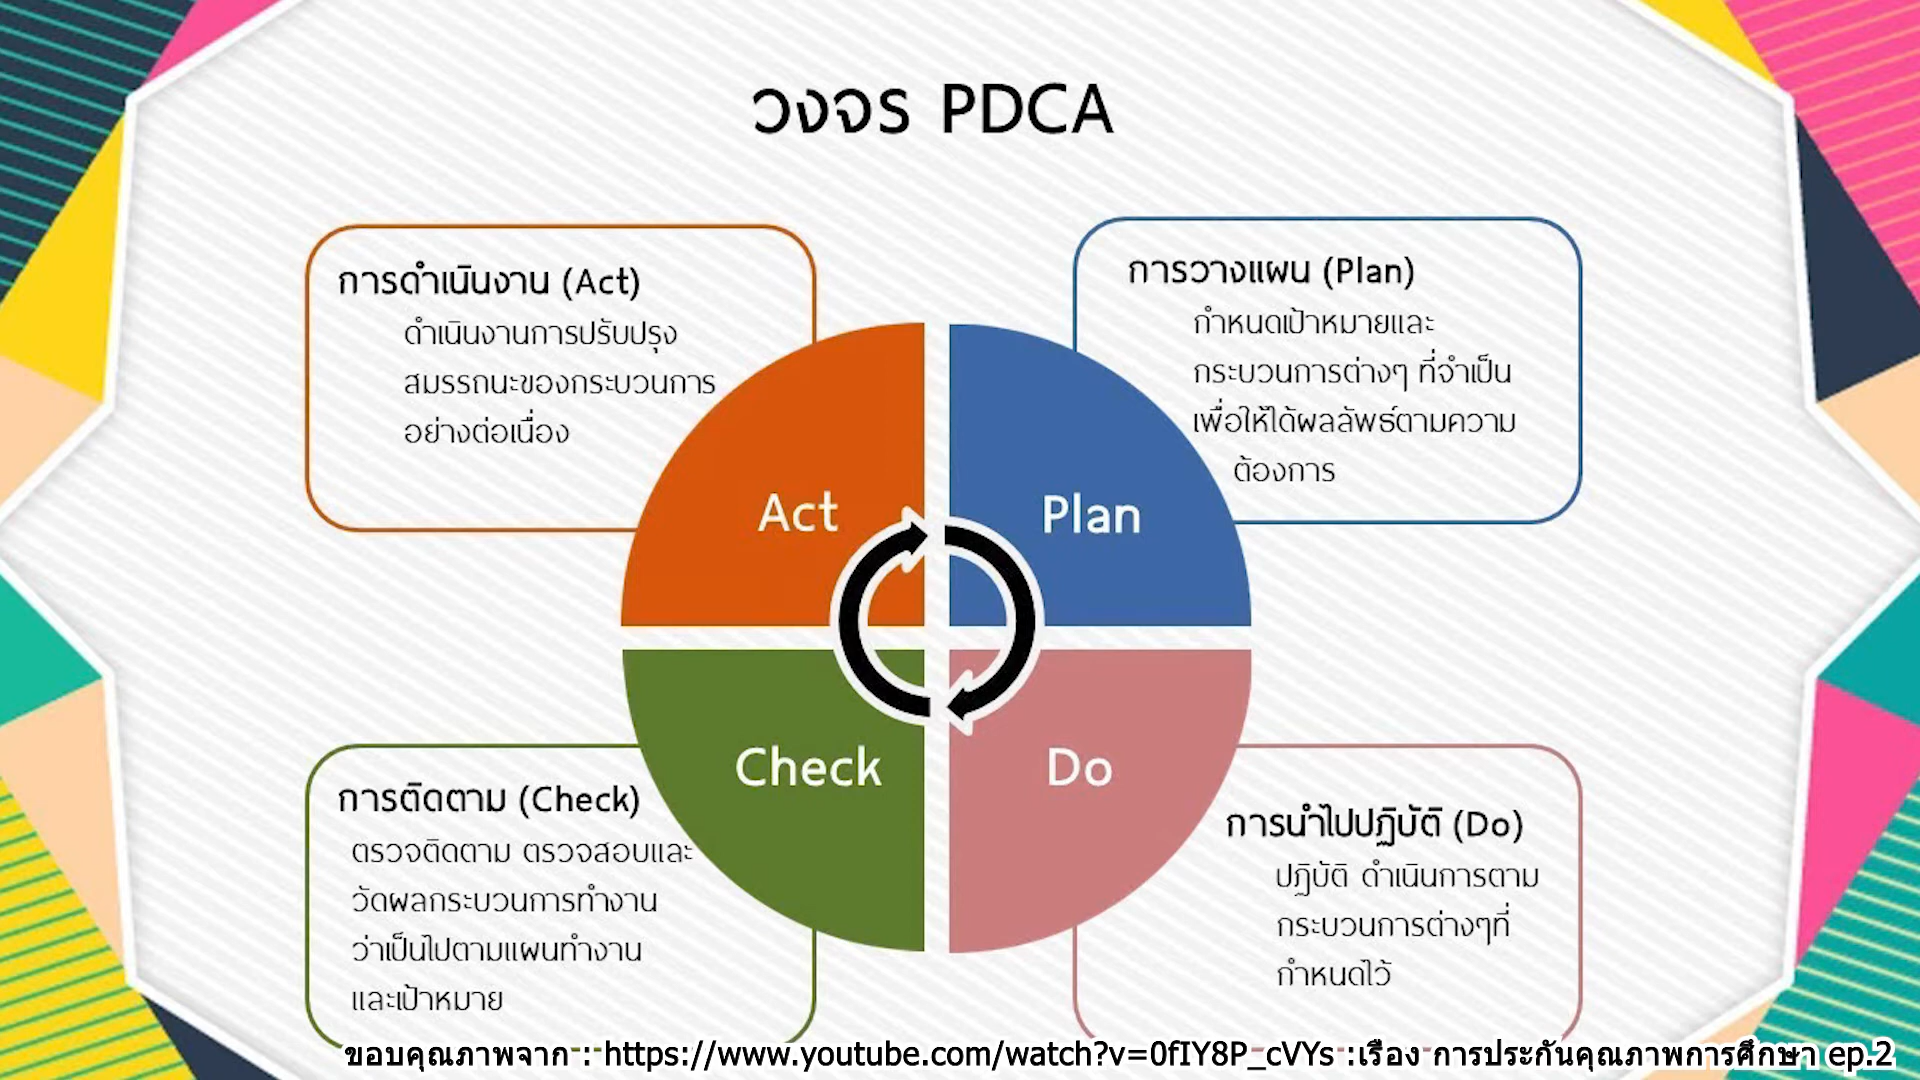 วงจร PDCA
การดำเนินงาน (Act)
ดำเนินงานการปรับปรุง
สมรรถนะของกระบวนการ
อย่างต่อเนื่อง
การวางแผน (Plan)
กำหนดเป้าหมายและ
กระบวนการต่างๆ ที่จำเป็น
เพื่อให้ได้ผลลัพธ์ตามความ
ต้องการ
Act
Plan
Check
Do
การติดตาม (Check)
ตรวจติดตาม ตรวจสอบและ
วัดผลกระบวนการทำงาน
ว่าเป็นไปตามแผนทำงาน
และเป้าหมาย
การนำไปปฏิบัติ (Do)
ปฏิบัติ ดำเนินการตาม
กระบวนการต่างๆที่
กำหนดไว้
ขอบคุณภาพจาก : https://www.youtube.com/watch?v=0fIY8P_cVYs :เรื่อง การประกันคุณภาพการศึกษา ep.2